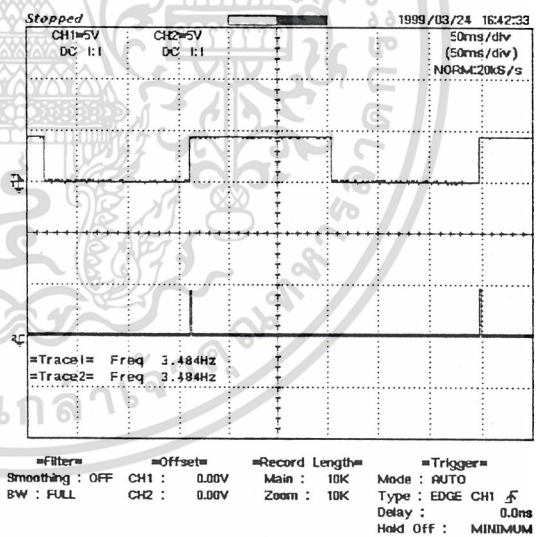 Stopped 1999/03/24 16:42:33
CH1=5V CH2=5V 50ms/div
DC 1:1 DC 1:1 (50ms/div)
NORM:20kS/s
=Trace1= Freq 3.484Hz
=Trace2= Freq 3.484Hz
=Filter= =Offset= =Record Length= =Trigger=
Smoothing : OFF CH1 : 0.00V Main : 10K Mode : AUTO
BW : FULL CH2 : 0.00V Zoom : 10K Type : EDGE CH1
Delay : 0.0ns
Hold Off : MINIMUM